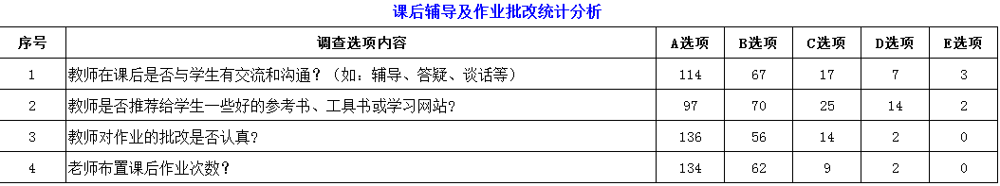 课后辅导及作业批改统计分析
序号 调查选项内容 A选项 B选项 C选项 D选项 E选项
1 教师在课后是否与学生有交流和沟通？（如：辅导、答疑、谈话等） 114 67 17 7 3
2 教师是否推荐给学生一些好的参考书、工具书或学习网站? 97 70 25 14 2
3 教师对作业的批改是否认真? 136 56 14 2 0
4 老师布置课后作业次数？ 134 62 9 2 0